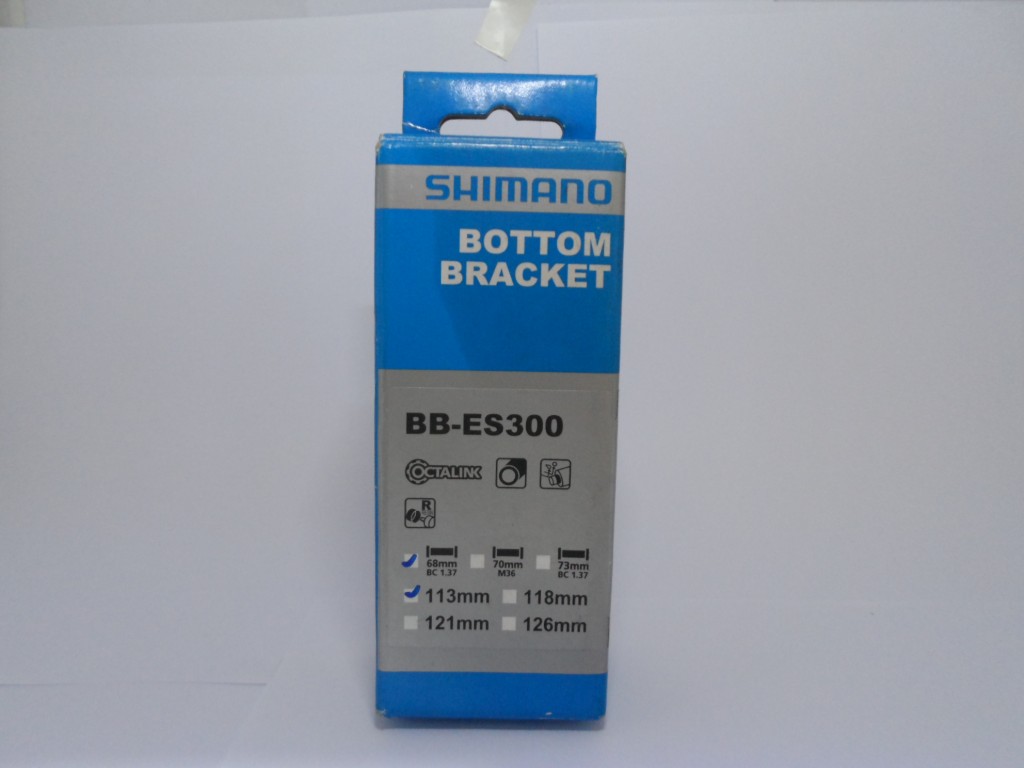 SHIMANO
BOTTOM
BRACKET
BB-ES300
OCTALINK
R
68mm 70mm 73mm
BC 1.37 M36 BC 1.37
113mm 118mm
121mm 126mm